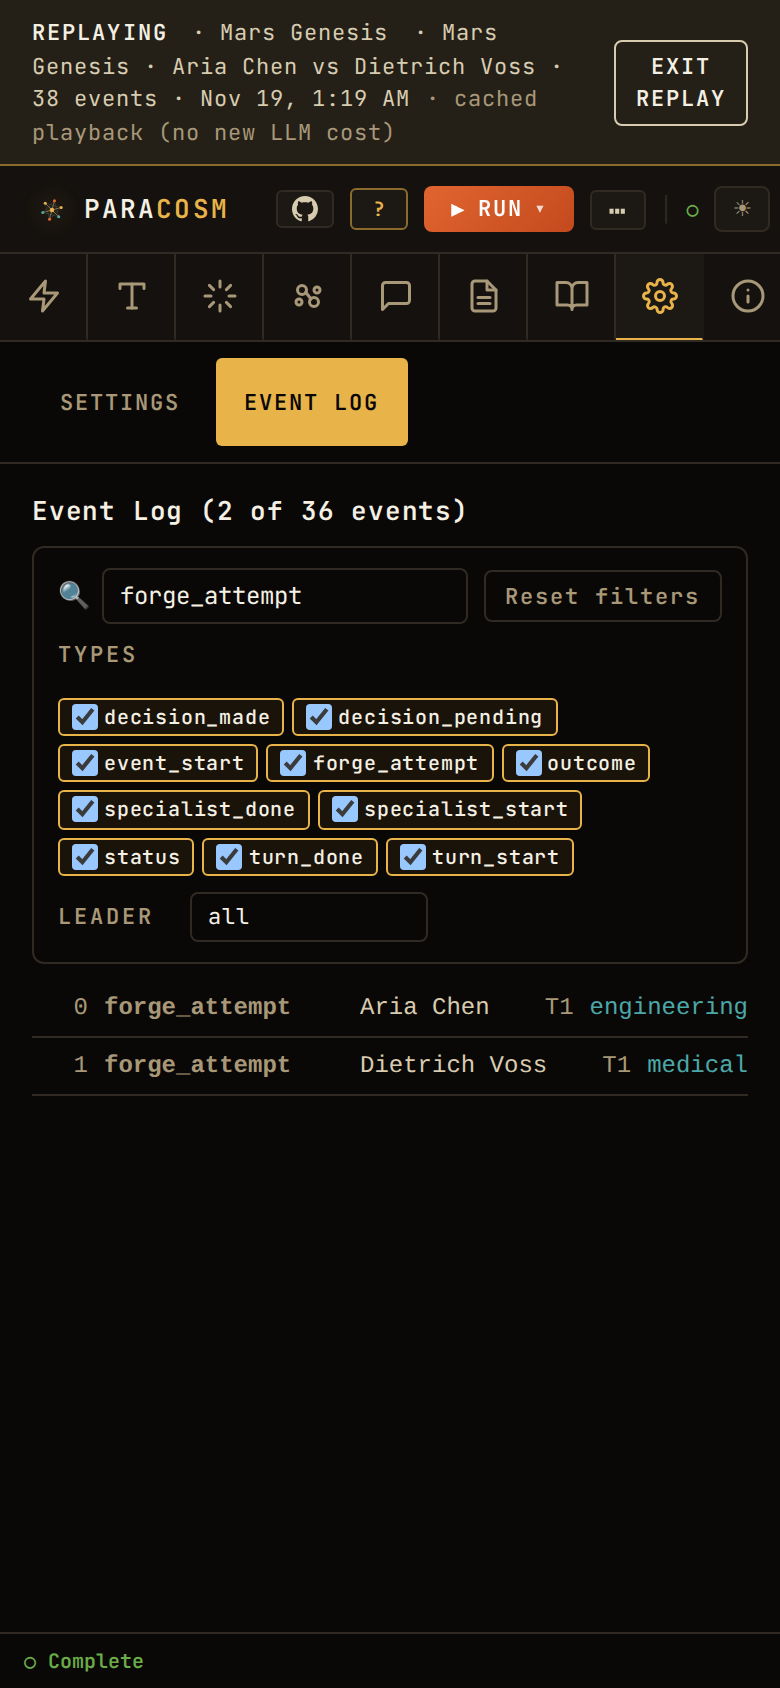 REPLAYING · Mars Genesis · Mars
Genesis · Aria Chen vs Dietrich Voss ·
38 events · Nov 19, 1:19 AM · cached
playback (no new LLM cost)
EXIT
REPLAY
PARACOSM
?
▶ RUN ▾
…
SETTINGS
EVENT LOG
Event Log (2 of 36 events)
forge_attempt
Reset filters
TYPES
decision_made decision_pending
event_start forge_attempt outcome
specialist_done specialist_start
status turn_done turn_start
LEADER all
0 forge_attempt Aria Chen T1 engineering
1 forge_attempt Dietrich Voss T1 medical
Complete